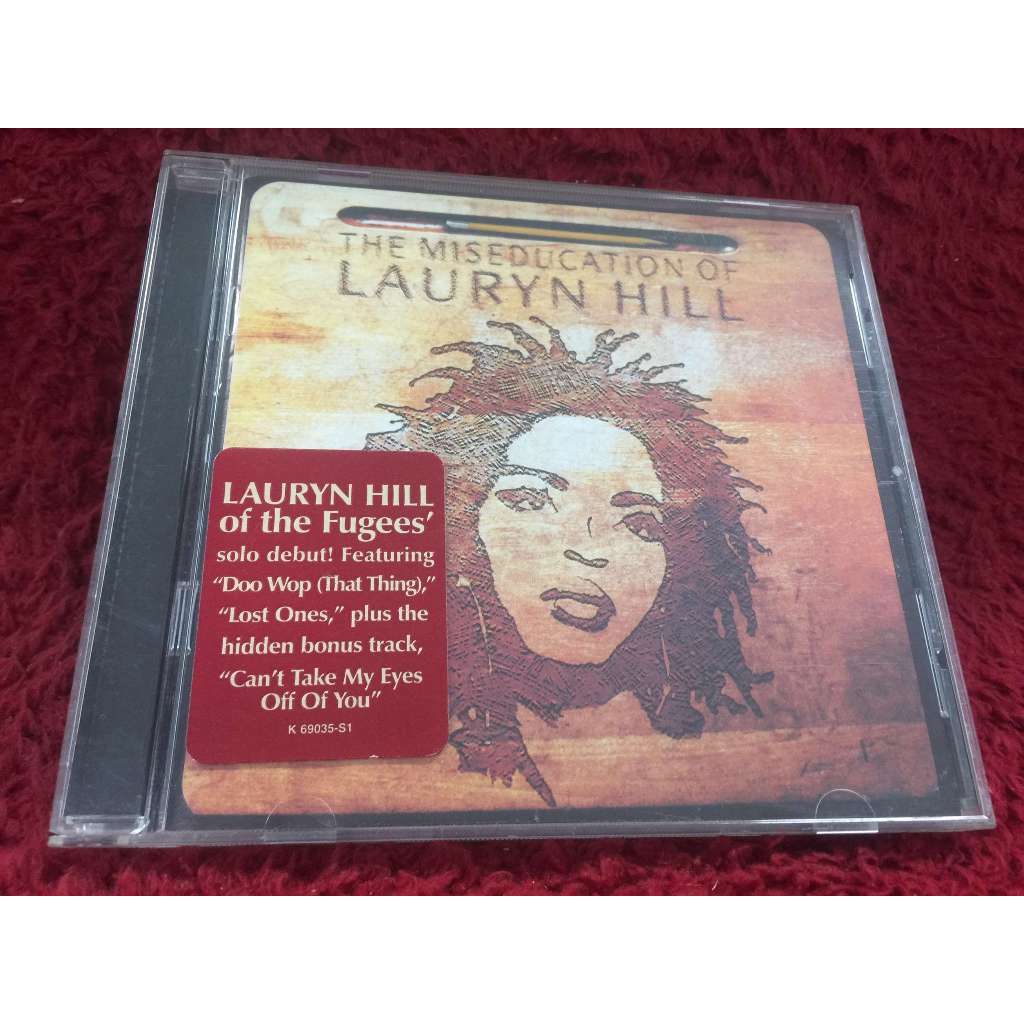 THE MISEDUCATION OF
LAURYN HILL
LAURYN HILL
of the Fugees’
solo debut! Featuring
“Doo Wop (That Thing),”
“Lost Ones,” plus the
hidden bonus track,
“Can’t Take My Eyes
Off Of You”
K 69035-S1